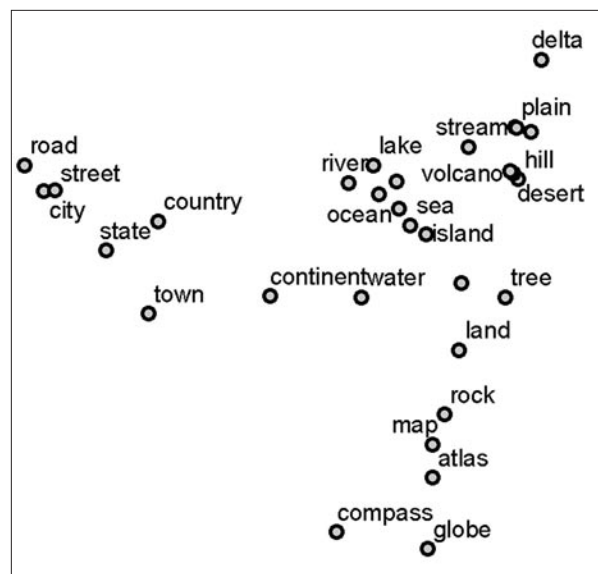 delta
plain
stream
lake
road
river
hill
street
volcano
desert
city
country
sea
ocean
state
island
continent
water
tree
town
land
rock
map
atlas
compass
globe